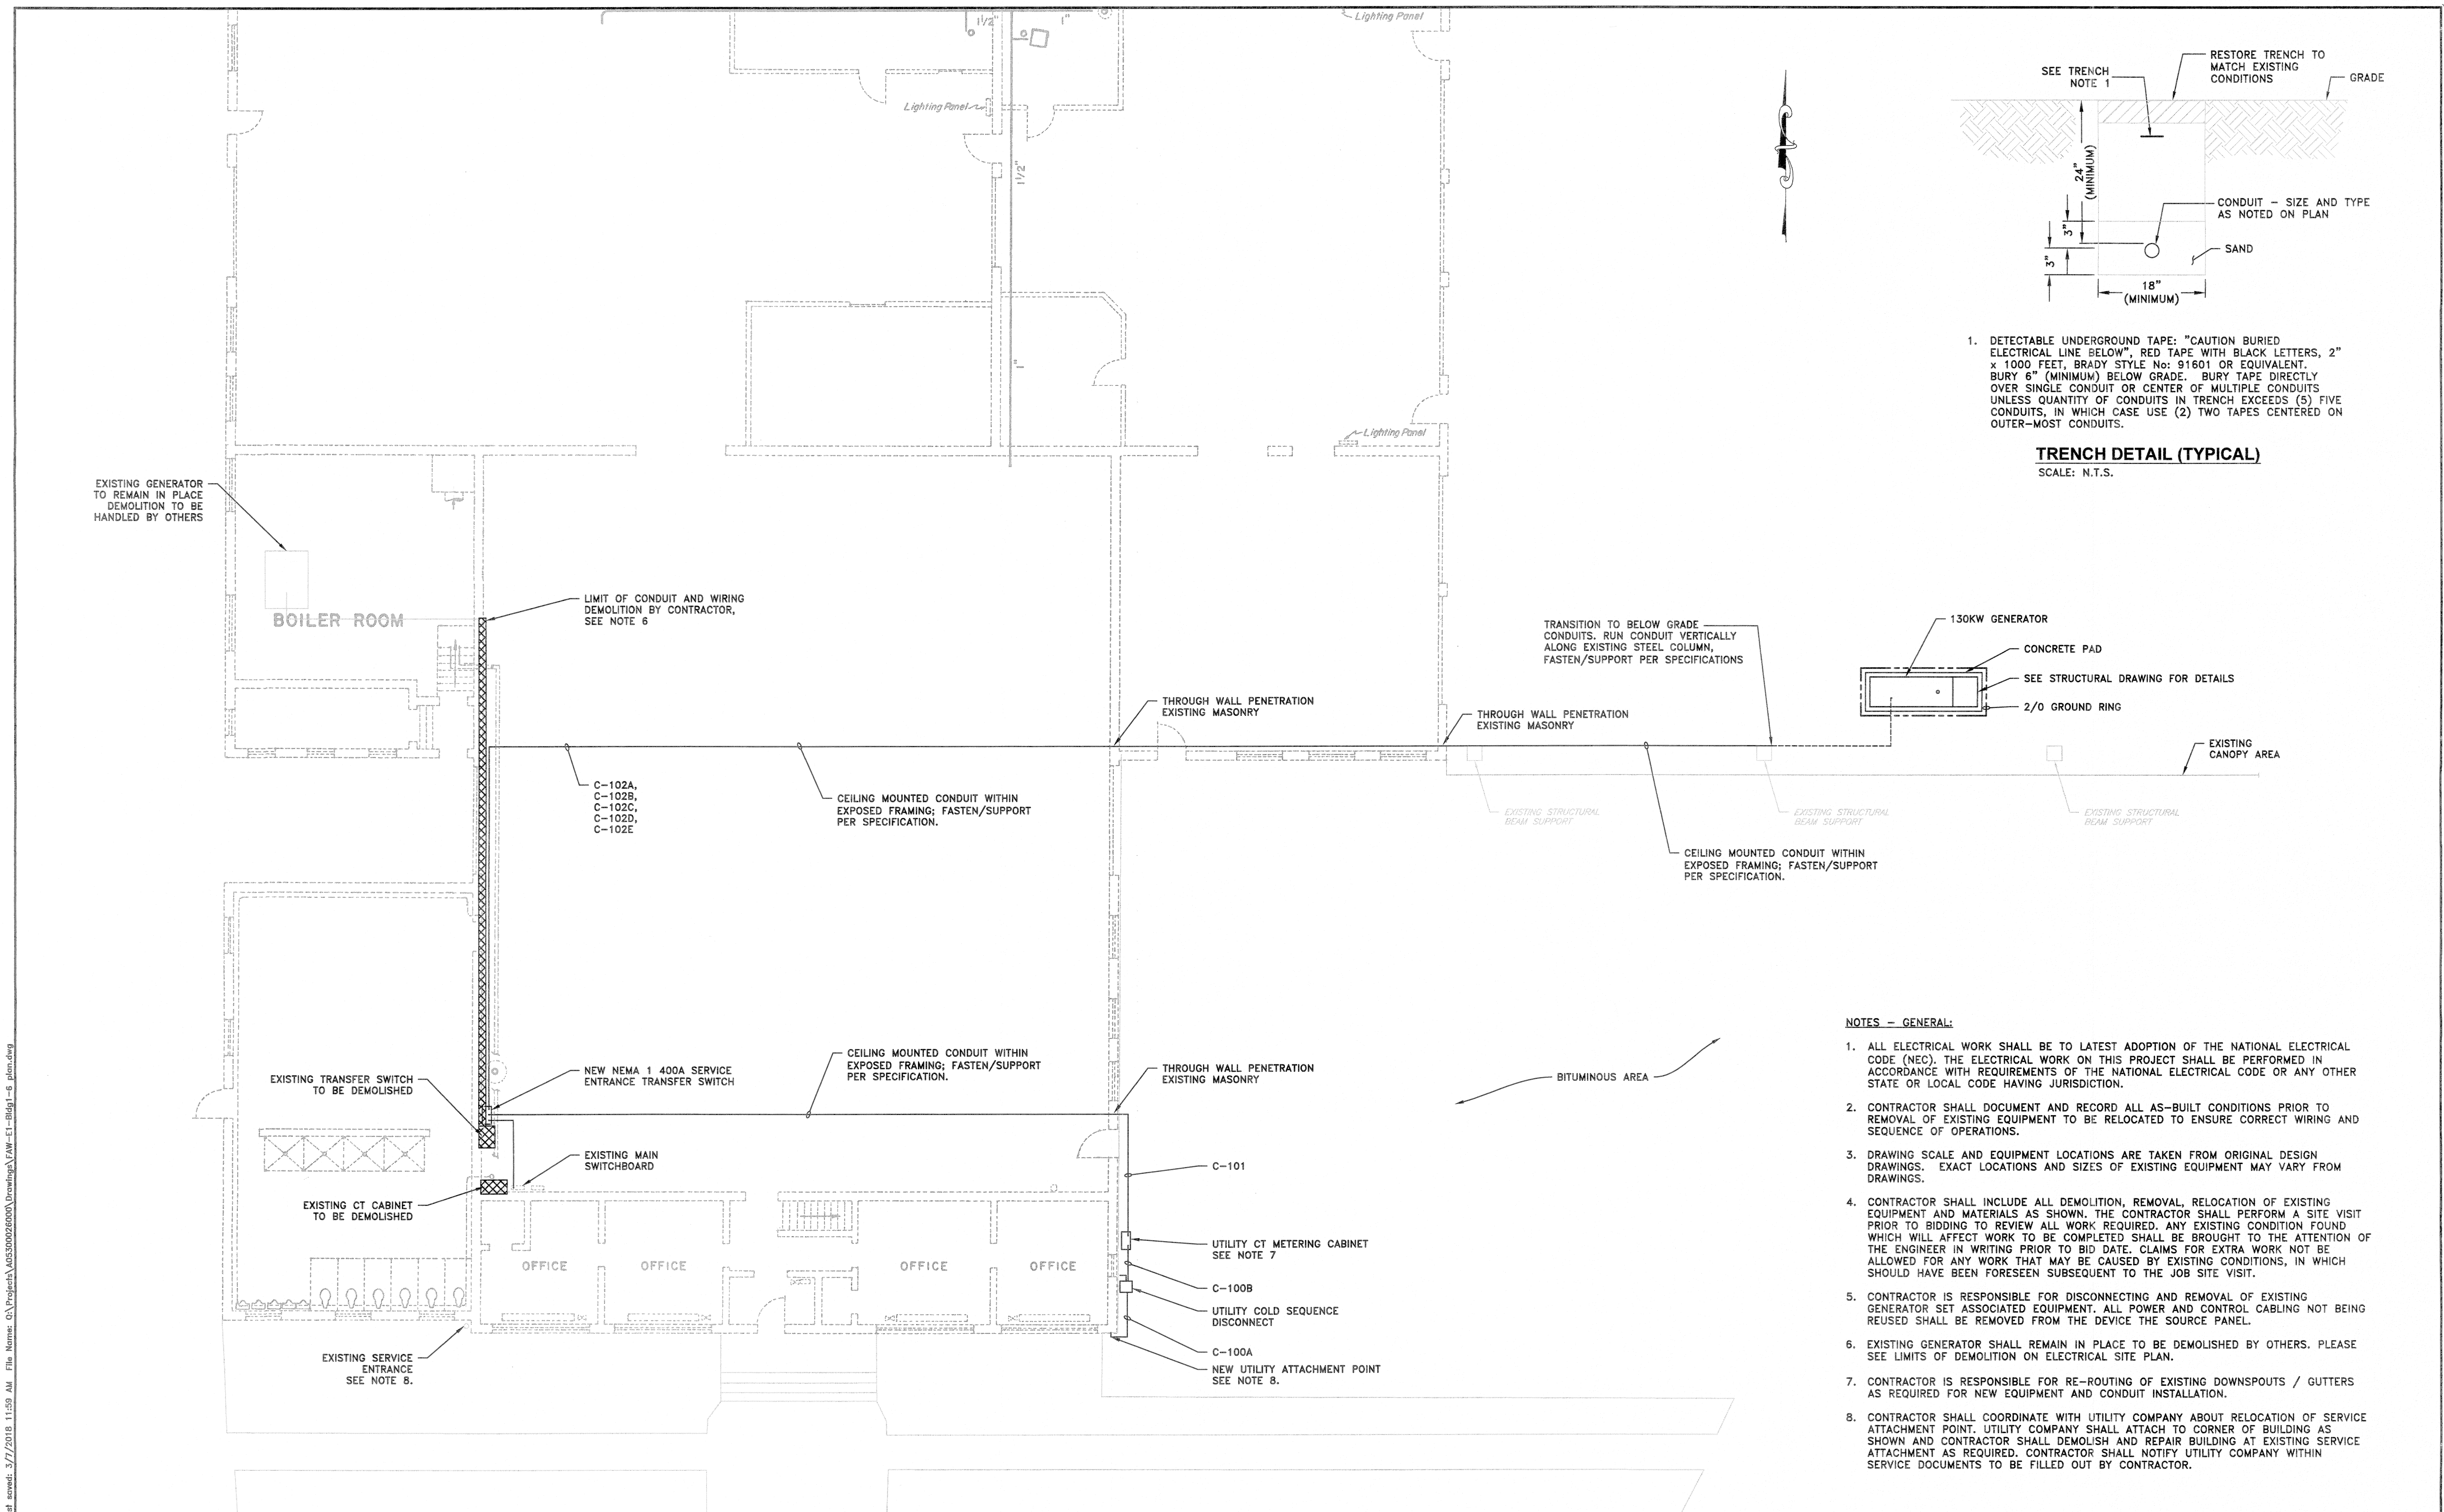 1½"
1"
Lighting Panel
Lighting Panel
1½"
1"
Lighting Panel
RESTORE TRENCH TO
MATCH EXISTING
CONDITIONS
SEE TRENCH
NOTE 1
GRADE
24"
(MINIMUM)
CONDUIT – SIZE AND TYPE
AS NOTED ON PLAN
3"
SAND
3"
18"
(MINIMUM)
1. DETECTABLE UNDERGROUND TAPE: "CAUTION BURIED
ELECTRICAL LINE BELOW", RED TAPE WITH BLACK LETTERS, 2"
x 1000 FEET, BRADY STYLE No: 91601 OR EQUIVALENT.
BURY 6" (MINIMUM) BELOW GRADE. BURY TAPE DIRECTLY
OVER SINGLE CONDUIT OR CENTER OF MULTIPLE CONDUITS
UNLESS QUANTITY OF CONDUITS IN TRENCH EXCEEDS (5) FIVE
CONDUITS, IN WHICH CASE USE (2) TWO TAPES CENTERED ON
OUTER–MOST CONDUITS.
TRENCH DETAIL (TYPICAL)
SCALE: N.T.S.
EXISTING GENERATOR
TO REMAIN IN PLACE
DEMOLITION TO BE
HANDLED BY OTHERS
BOILER ROOM
LIMIT OF CONDUIT AND WIRING
DEMOLITION BY CONTRACTOR,
SEE NOTE 6
TRANSITION TO BELOW GRADE
CONDUITS. RUN CONDUIT VERTICALLY
ALONG EXISTING STEEL COLUMN,
FASTEN/SUPPORT PER SPECIFICATIONS
130KW GENERATOR
CONCRETE PAD
SEE STRUCTURAL DRAWING FOR DETAILS
2/0 GROUND RING
THROUGH WALL PENETRATION
EXISTING MASONRY
THROUGH WALL PENETRATION
EXISTING MASONRY
EXISTING
CANOPY AREA
C–102A,
C–102B,
C–102C,
C–102D,
C–102E
CEILING MOUNTED CONDUIT WITHIN
EXPOSED FRAMING; FASTEN/SUPPORT
PER SPECIFICATION.
EXISTING STRUCTURAL
BEAM SUPPORT
EXISTING STRUCTURAL
BEAM SUPPORT
EXISTING STRUCTURAL
BEAM SUPPORT
CEILING MOUNTED CONDUIT WITHIN
EXPOSED FRAMING; FASTEN/SUPPORT
PER SPECIFICATION.
EXISTING TRANSFER SWITCH
TO BE DEMOLISHED
NEW NEMA 1 400A SERVICE
ENTRANCE TRANSFER SWITCH
CEILING MOUNTED CONDUIT WITHIN
EXPOSED FRAMING; FASTEN/SUPPORT
PER SPECIFICATION.
THROUGH WALL PENETRATION
EXISTING MASONRY
BITUMINOUS AREA
EXISTING MAIN
SWITCHBOARD
C–101
EXISTING CT CABINET
TO BE DEMOLISHED
UTILITY CT METERING CABINET
SEE NOTE 7
OFFICE
OFFICE
OFFICE
OFFICE
C–100B
UTILITY COLD SEQUENCE
DISCONNECT
C–100A
EXISTING SERVICE
ENTRANCE
SEE NOTE 8.
NEW UTILITY ATTACHMENT POINT
SEE NOTE 8.
NOTES – GENERAL:
1. ALL ELECTRICAL WORK SHALL BE TO LATEST ADOPTION OF THE NATIONAL ELECTRICAL
CODE (NEC). THE ELECTRICAL WORK ON THIS PROJECT SHALL BE PERFORMED IN
ACCORDANCE WITH REQUIREMENTS OF THE NATIONAL ELECTRICAL CODE OR ANY OTHER
STATE OR LOCAL CODE HAVING JURISDICTION.
2. CONTRACTOR SHALL DOCUMENT AND RECORD ALL AS–BUILT CONDITIONS PRIOR TO
REMOVAL OF EXISTING EQUIPMENT TO BE RELOCATED TO ENSURE CORRECT WIRING AND
SEQUENCE OF OPERATIONS.
3. DRAWING SCALE AND EQUIPMENT LOCATIONS ARE TAKEN FROM ORIGINAL DESIGN
DRAWINGS. EXACT LOCATIONS AND SIZES OF EXISTING EQUIPMENT MAY VARY FROM
DRAWINGS.
4. CONTRACTOR SHALL INCLUDE ALL DEMOLITION, REMOVAL, RELOCATION OF EXISTING
EQUIPMENT AND MATERIALS AS SHOWN. THE CONTRACTOR SHALL PERFORM A SITE VISIT
PRIOR TO BIDDING TO REVIEW ALL WORK REQUIRED. ANY EXISTING CONDITION FOUND
WHICH WILL AFFECT WORK TO BE COMPLETED SHALL BE BROUGHT TO THE ATTENTION OF
THE ENGINEER IN WRITING PRIOR TO BID DATE. CLAIMS FOR EXTRA WORK NOT BE
ALLOWED FOR ANY WORK THAT MAY BE CAUSED BY EXISTING CONDITIONS, IN WHICH
SHOULD HAVE BEEN FORESEEN SUBSEQUENT TO THE JOB SITE VISIT.
5. CONTRACTOR IS RESPONSIBLE FOR DISCONNECTING AND REMOVAL OF EXISTING
GENERATOR SET ASSOCIATED EQUIPMENT. ALL POWER AND CONTROL CABLING NOT BEING
REUSED SHALL BE REMOVED FROM THE DEVICE THE SOURCE PANEL.
6. EXISTING GENERATOR SHALL REMAIN IN PLACE TO BE DEMOLISHED BY OTHERS. PLEASE
SEE LIMITS OF DEMOLITION ON ELECTRICAL SITE PLAN.
7. CONTRACTOR IS RESPONSIBLE FOR RE–ROUTING OF EXISTING DOWNSPOUTS / GUTTERS
AS REQUIRED FOR NEW EQUIPMENT AND CONDUIT INSTALLATION.
8. CONTRACTOR SHALL COORDINATE WITH UTILITY COMPANY ABOUT RELOCATION OF SERVICE
ATTACHMENT POINT. UTILITY COMPANY SHALL ATTACH TO CORNER OF BUILDING AS
SHOWN AND CONTRACTOR SHALL DEMOLISH AND REPAIR BUILDING AT EXISTING SERVICE
ATTACHMENT AS REQUIRED. CONTRACTOR SHALL NOTIFY UTILITY COMPANY WITHIN
SERVICE DOCUMENTS TO BE FILLED OUT BY CONTRACTOR.
st saved: 3/7/2018 11:59 AM File Name: Q:\Projects\A05300026000\Drawings\FAW–E1–Bldg1–6 plan.dwg